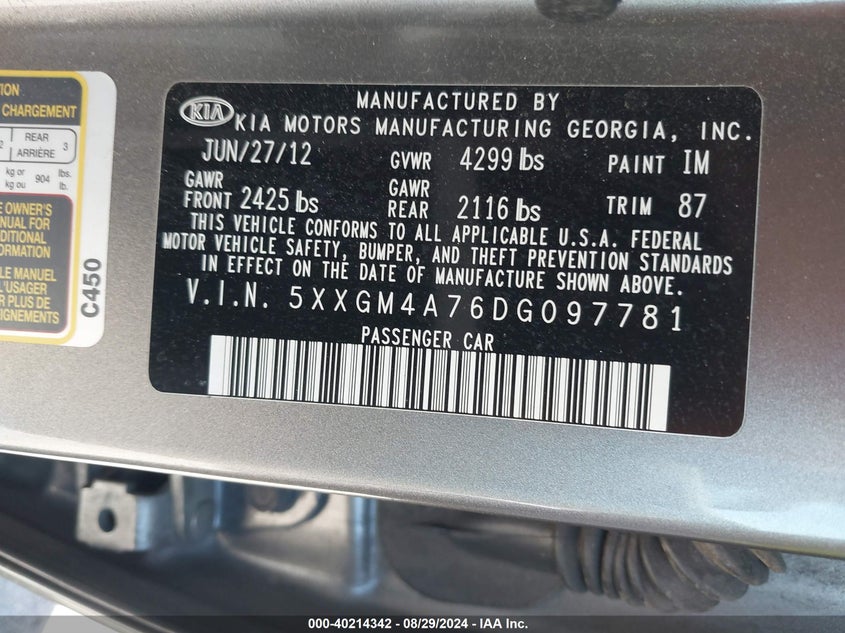 TION
CHARGEMENT
2 REAR 3
ARRIÈRE
kg or 904 lbs.
kg ou lb.
E OWNER'S
ANUAL FOR
DITIONAL
ORMATION
LE MANUEL
L'USAGER
R PLUS DE
EIGNEMENTS
C450
KIA
MANUFACTURED BY
KIA MOTORS MANUFACTURING GEORGIA, INC.
JUN/27/12 GVWR 4299 lbs PAINT IM
GAWR GAWR
FRONT 2425 lbs REAR 2116 lbs TRIM 87
THIS VEHICLE CONFORMS TO ALL APPLICABLE U.S.A. FEDERAL
MOTOR VEHICLE SAFETY, BUMPER, AND THEFT PREVENTION STANDARDS
IN EFFECT ON THE DATE OF MANUFACTURE SHOWN ABOVE.
V.I.N. 5XXGM4A76DG097781
PASSENGER CAR
000-40214342 - 08/29/2024 - IAA Inc.